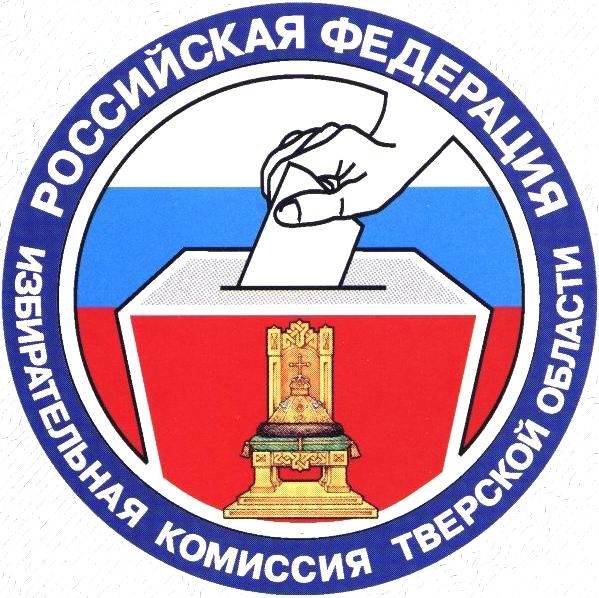 РОССИЙСКАЯ ФЕДЕРАЦИЯ
ИЗБИРАТЕЛЬНАЯ КОМИССИЯ ТВЕРСКОЙ ОБЛАСТИ